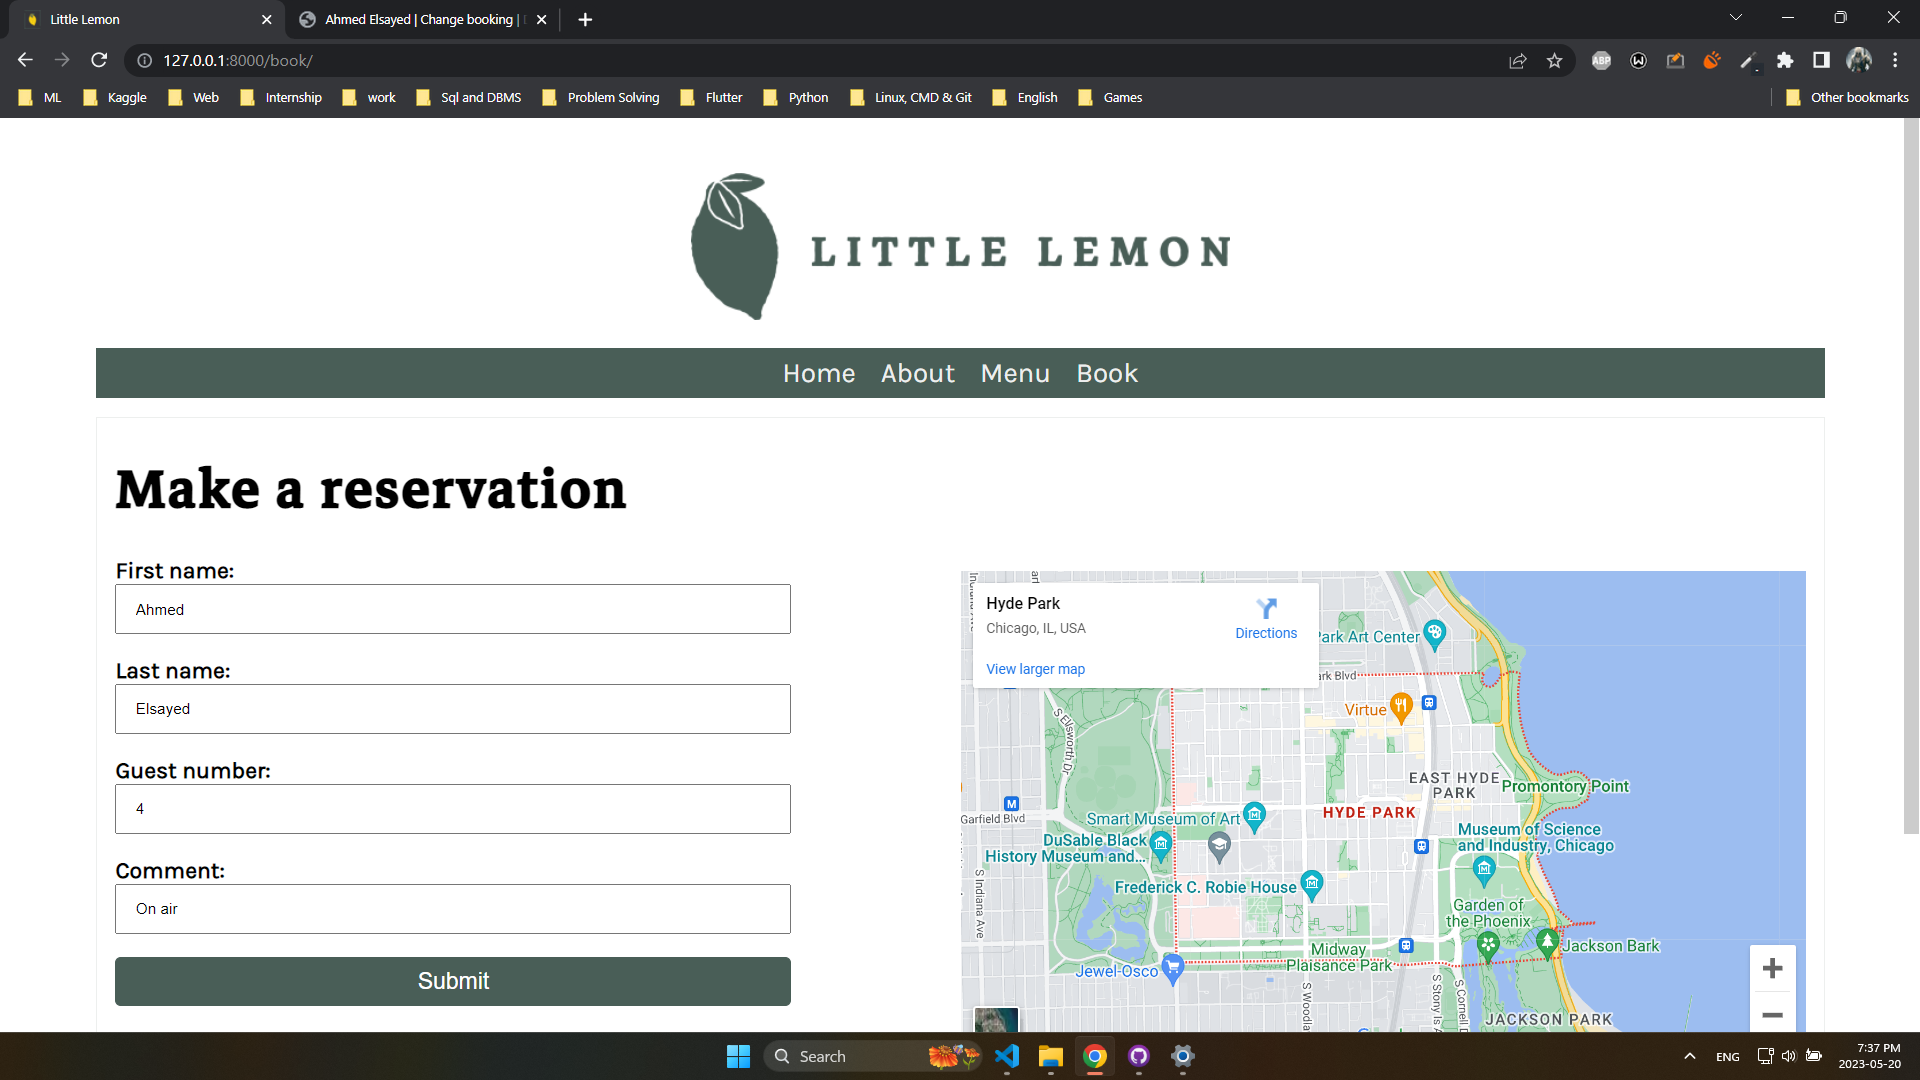 Little Lemon
Ahmed Elsayed | Change booking |
127.0.0.1:8000/book/
ABP
ML
Kaggle
Web
Internship
work
Sql and DBMS
Problem Solving
Flutter
Python
Linux, CMD & Git
English
Games
Other bookmarks
LITTLE LEMON
Home About Menu Book
Make a reservation
First name:
Ahmed
Last name:
Elsayed
Guest number:
4
Comment:
On air
Submit
Hyde Park
Chicago, IL, USA
Directions
View larger map
Park Art Center
ark Blvd
Virtue
S Ellsworth Dr
EAST HYDE
PARK
Promontory Point
M
Garfield Blvd
Smart Museum of Art
HYDE PARK
DuSable Black
History Museum and...
Museum of Science
and Industry, Chicago
Frederick C. Robie House
S Indiana Ave
Garden of
the Phoenix
Midway
Plaisance Park
Jackson Bark
Jewel-Osco
S Woodla
S Stony Is A
S Cornell D
JACKSON PARK
Search
ENG
7:37 PM
2023-05-20